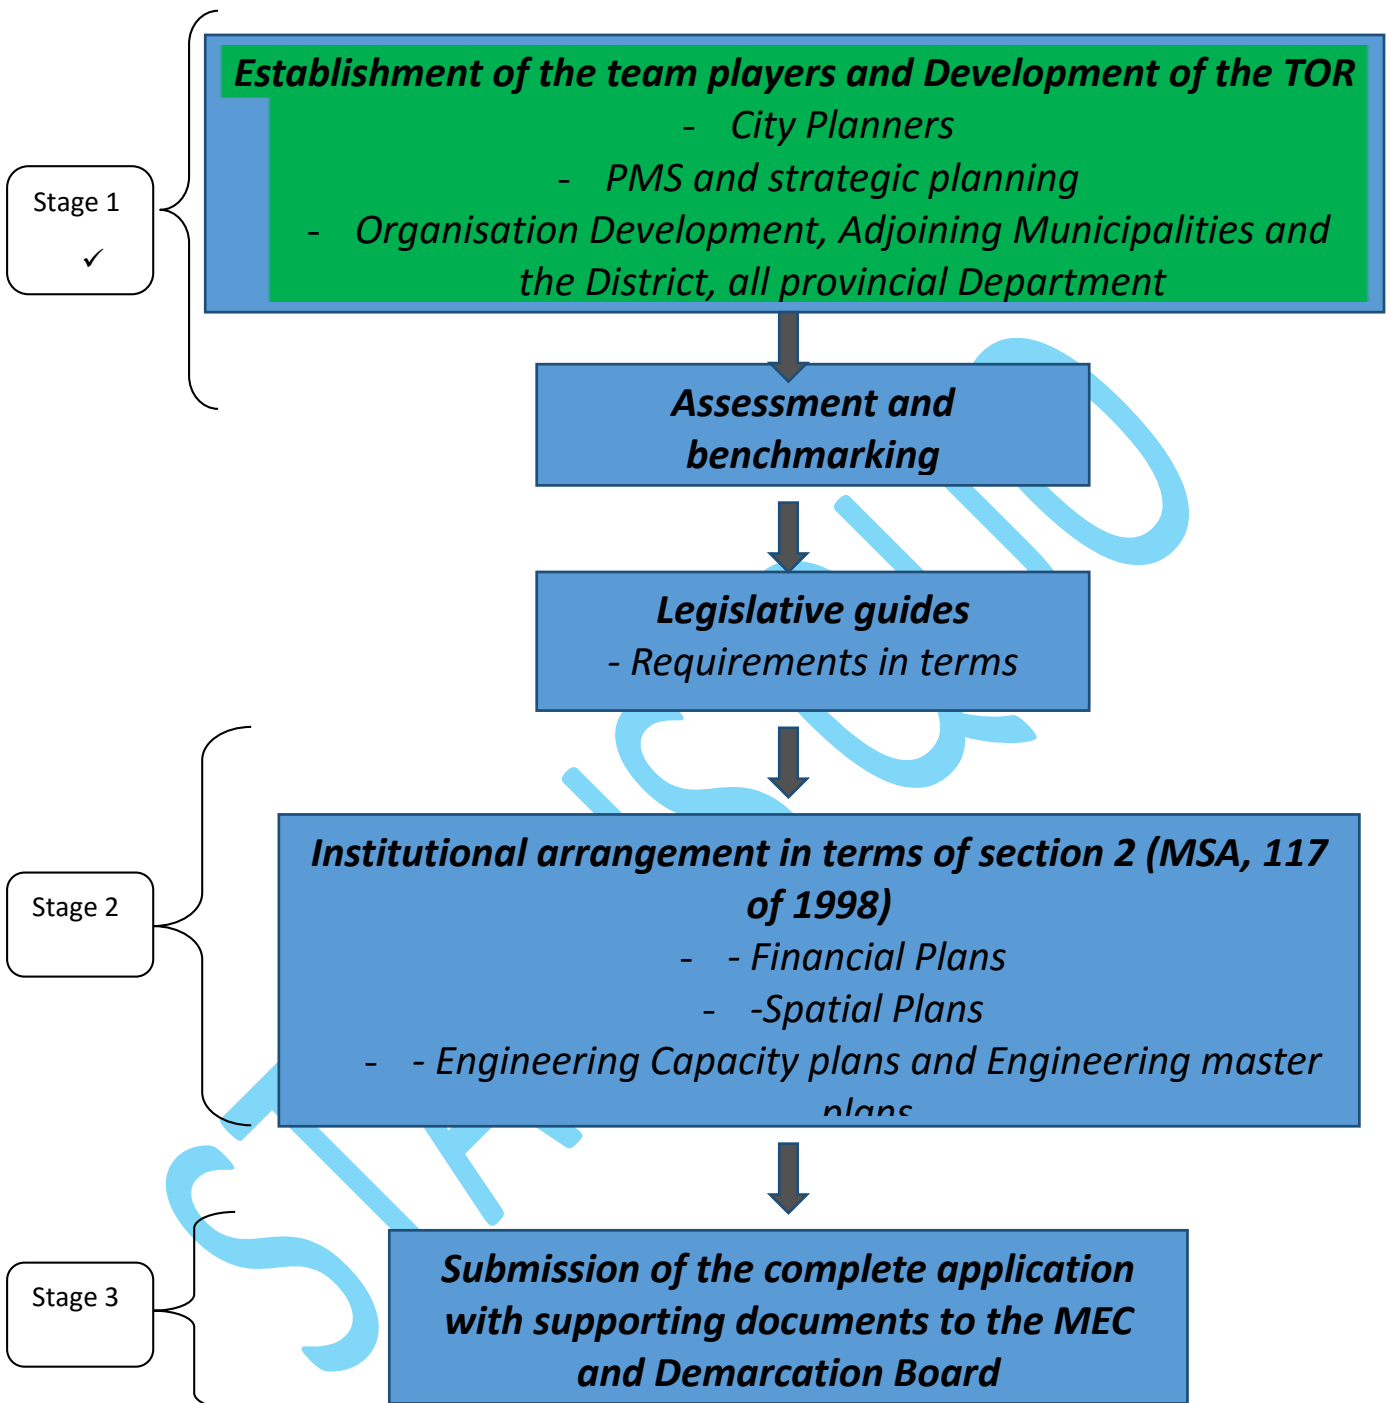 Establishment of the team players and Development of the TOR
- City Planners
- PMS and strategic planning
- Organisation Development, Adjoining Municipalities and
the District, all provincial Department
Stage 1
✓
Assessment and
benchmarking
Legislative guides
- Requirements in terms
Institutional arrangement in terms of section 2 (MSA, 117
of 1998)
- - Financial Plans
- -Spatial Plans
- - Engineering Capacity plans and Engineering master
plans
Stage 2
Submission of the complete application
with supporting documents to the MEC
and Demarcation Board
Stage 3